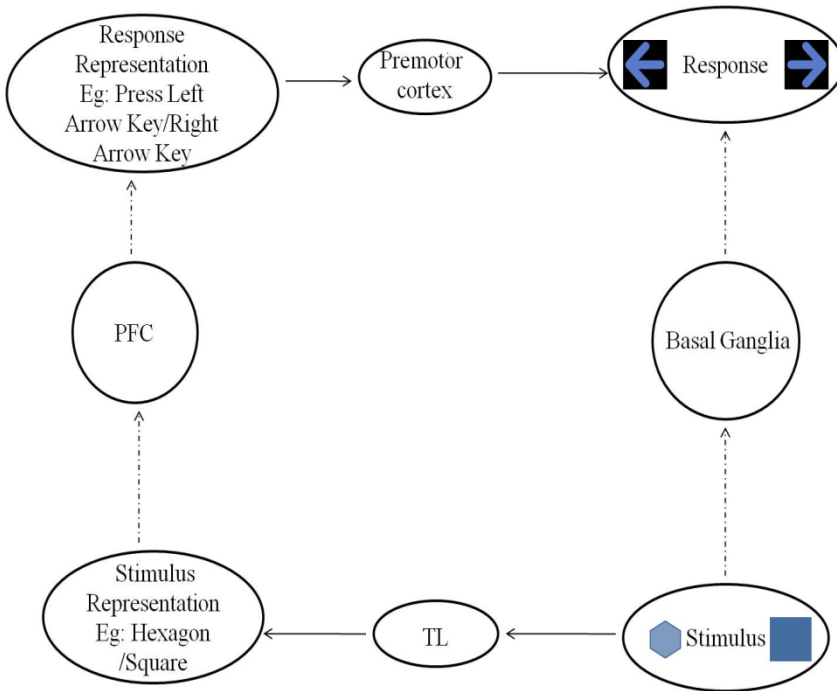 Response
Representation
Eg: Press Left
Arrow Key/Right
Arrow Key
Premotor
cortex
Response
PFC
Basal Ganglia
Stimulus
Representation
Eg: Hexagon
/Square
TL
Stimulus